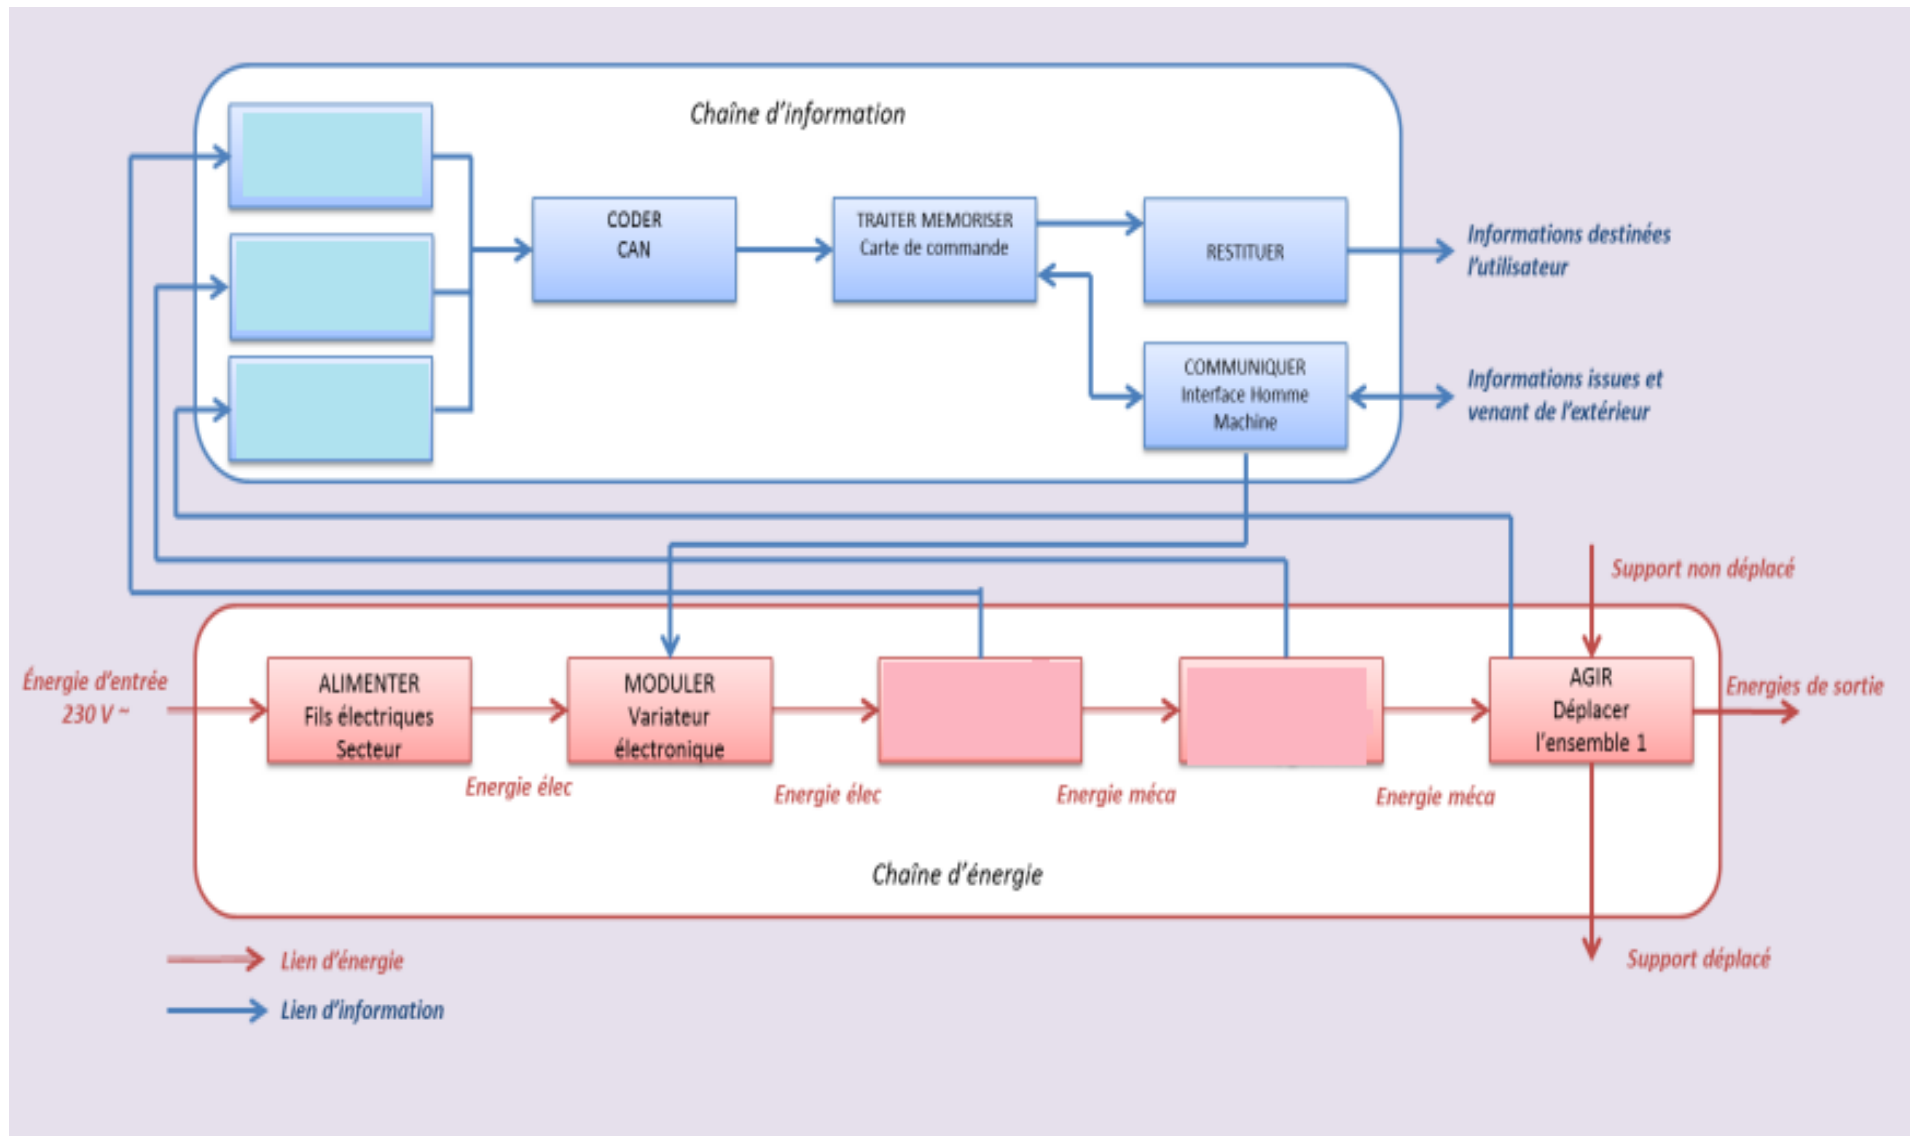 Chaîne d'information
CODER
CAN
TRAITER MEMORISER
Carte de commande
RESTITUER
Informations destinées
l'utilisateur
COMMUNIQUER
Interface Homme
Machine
Informations issues et
venant de l'extérieur
Support non déplacé
Énergie d'entrée
230 V ~
ALIMENTER
Fils électriques
Secteur
MODULER
Variateur
électronique
AGIR
Déplacer
l'ensemble 1
Energies de sortie
Energie élec
Energie élec
Energie méca
Energie méca
Chaîne d'énergie
Lien d'énergie
Support déplacé
Lien d'information